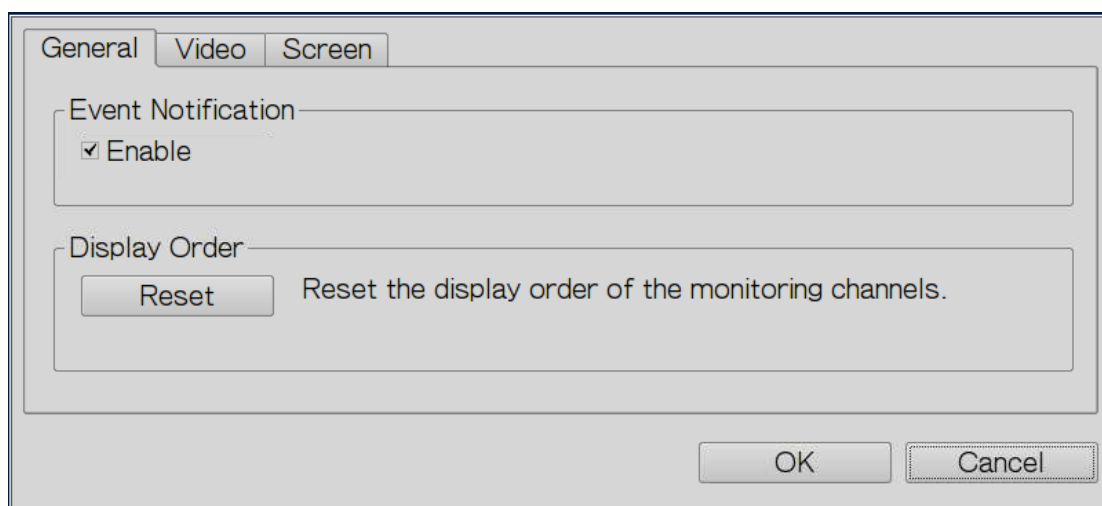 General Video Screen
Event Notification
Enable
Display Order
Reset Reset the display order of the monitoring channels.
OK Cancel